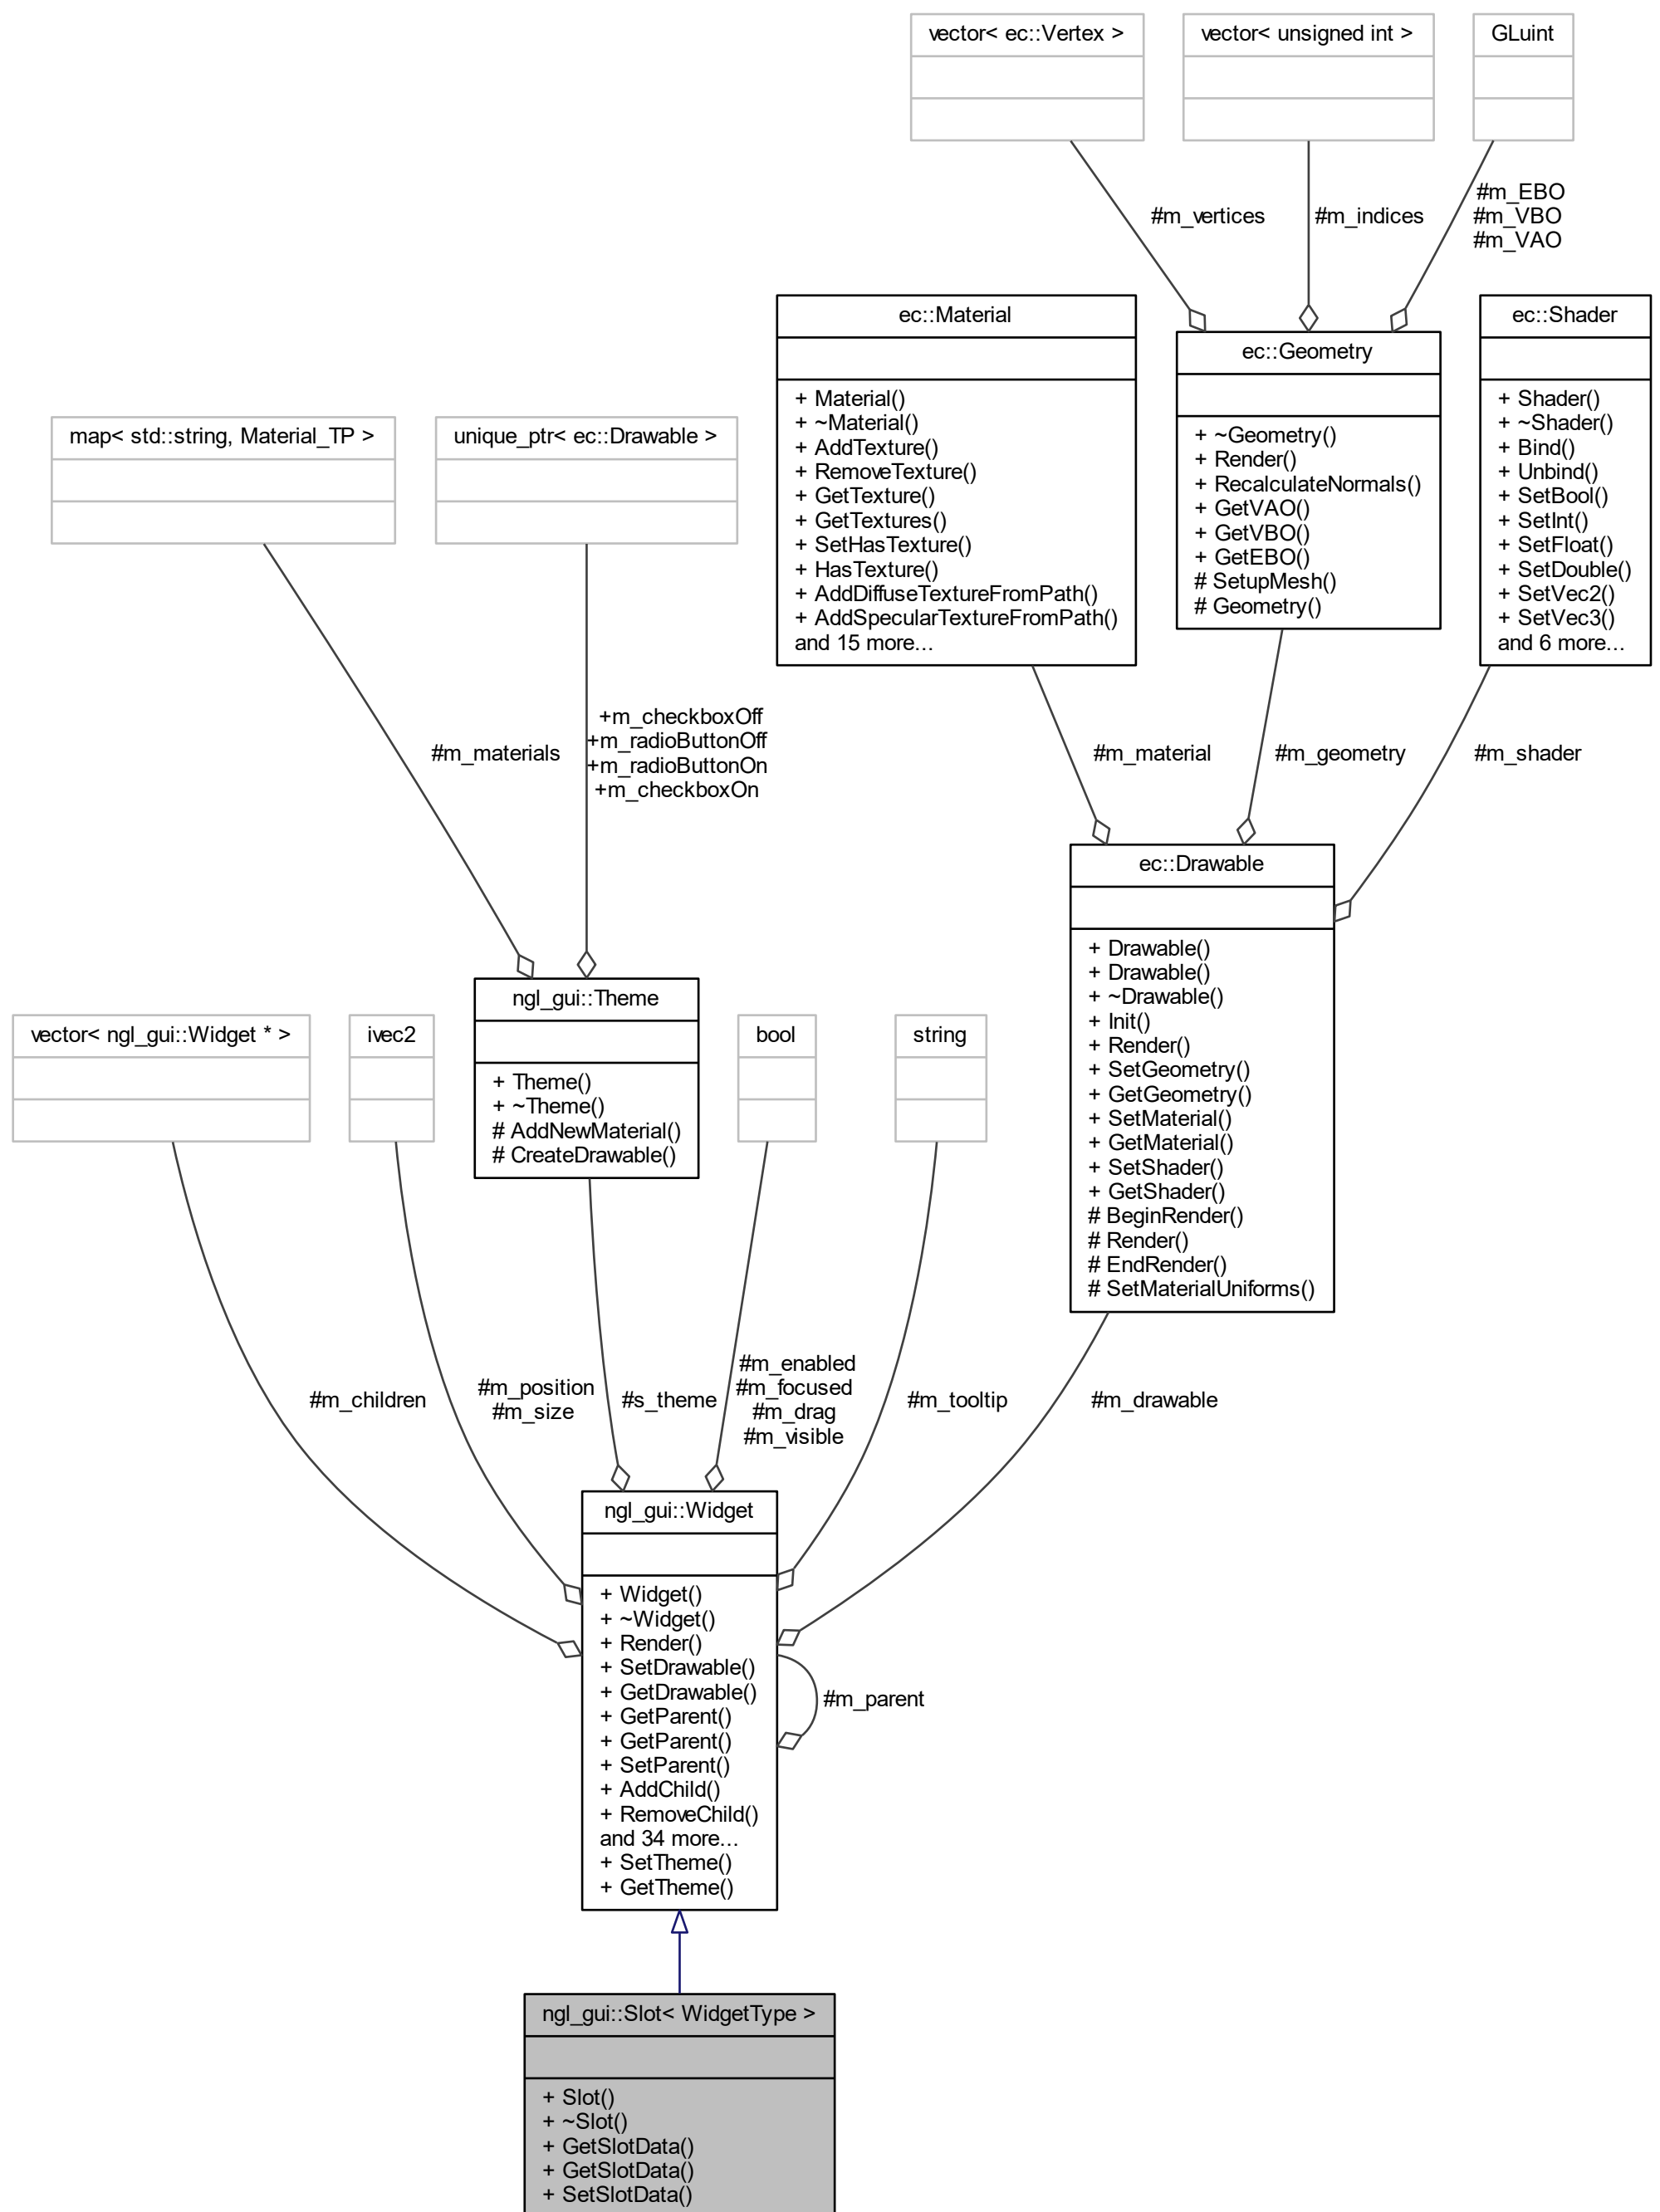 vector< ec::Vertex >
vector< unsigned int >
GLuint
#m_vertices
#m_indices
#m_EBO
#m_VBO
#m_VAO
ec::Material
+ Material()
+ ~Material()
+ AddTexture()
+ RemoveTexture()
+ GetTexture()
+ GetTextures()
+ SetHasTexture()
+ HasTexture()
+ AddDiffuseTextureFromPath()
+ AddSpecularTextureFromPath()
and 15 more...
ec::Geometry
+ ~Geometry()
+ Render()
+ RecalculateNormals()
+ GetVAO()
+ GetVBO()
+ GetEBO()
# SetupMesh()
# Geometry()
ec::Shader
+ Shader()
+ ~Shader()
+ Bind()
+ Unbind()
+ SetBool()
+ SetInt()
+ SetFloat()
+ SetDouble()
+ SetVec2()
+ SetVec3()
and 6 more...
map< std::string, Material_TP >
unique_ptr< ec::Drawable >
#m_materials
+m_checkboxOff
+m_radioButtonOff
+m_radioButtonOn
+m_checkboxOn
#m_material
#m_geometry
#m_shader
ec::Drawable
+ Drawable()
+ Drawable()
+ ~Drawable()
+ Init()
+ Render()
+ SetGeometry()
+ GetGeometry()
+ SetMaterial()
+ GetMaterial()
+ SetShader()
+ GetShader()
# BeginRender()
# Render()
# EndRender()
# SetMaterialUniforms()
vector< ngl_gui::Widget * >
ivec2
ngl_gui::Theme
+ Theme()
+ ~Theme()
# AddNewMaterial()
# CreateDrawable()
bool
string
#m_children
#m_position
#m_size
#s_theme
#m_enabled
#m_focused
#m_drag
#m_visible
#m_tooltip
#m_drawable
ngl_gui::Widget
+ Widget()
+ ~Widget()
+ Render()
+ SetDrawable()
+ GetDrawable()
+ GetParent()
+ GetParent()
+ SetParent()
+ AddChild()
+ RemoveChild()
and 34 more...
+ SetTheme()
+ GetTheme()
#m_parent
ngl_gui::Slot< WidgetType >
+ Slot()
+ ~Slot()
+ GetSlotData()
+ GetSlotData()
+ SetSlotData()